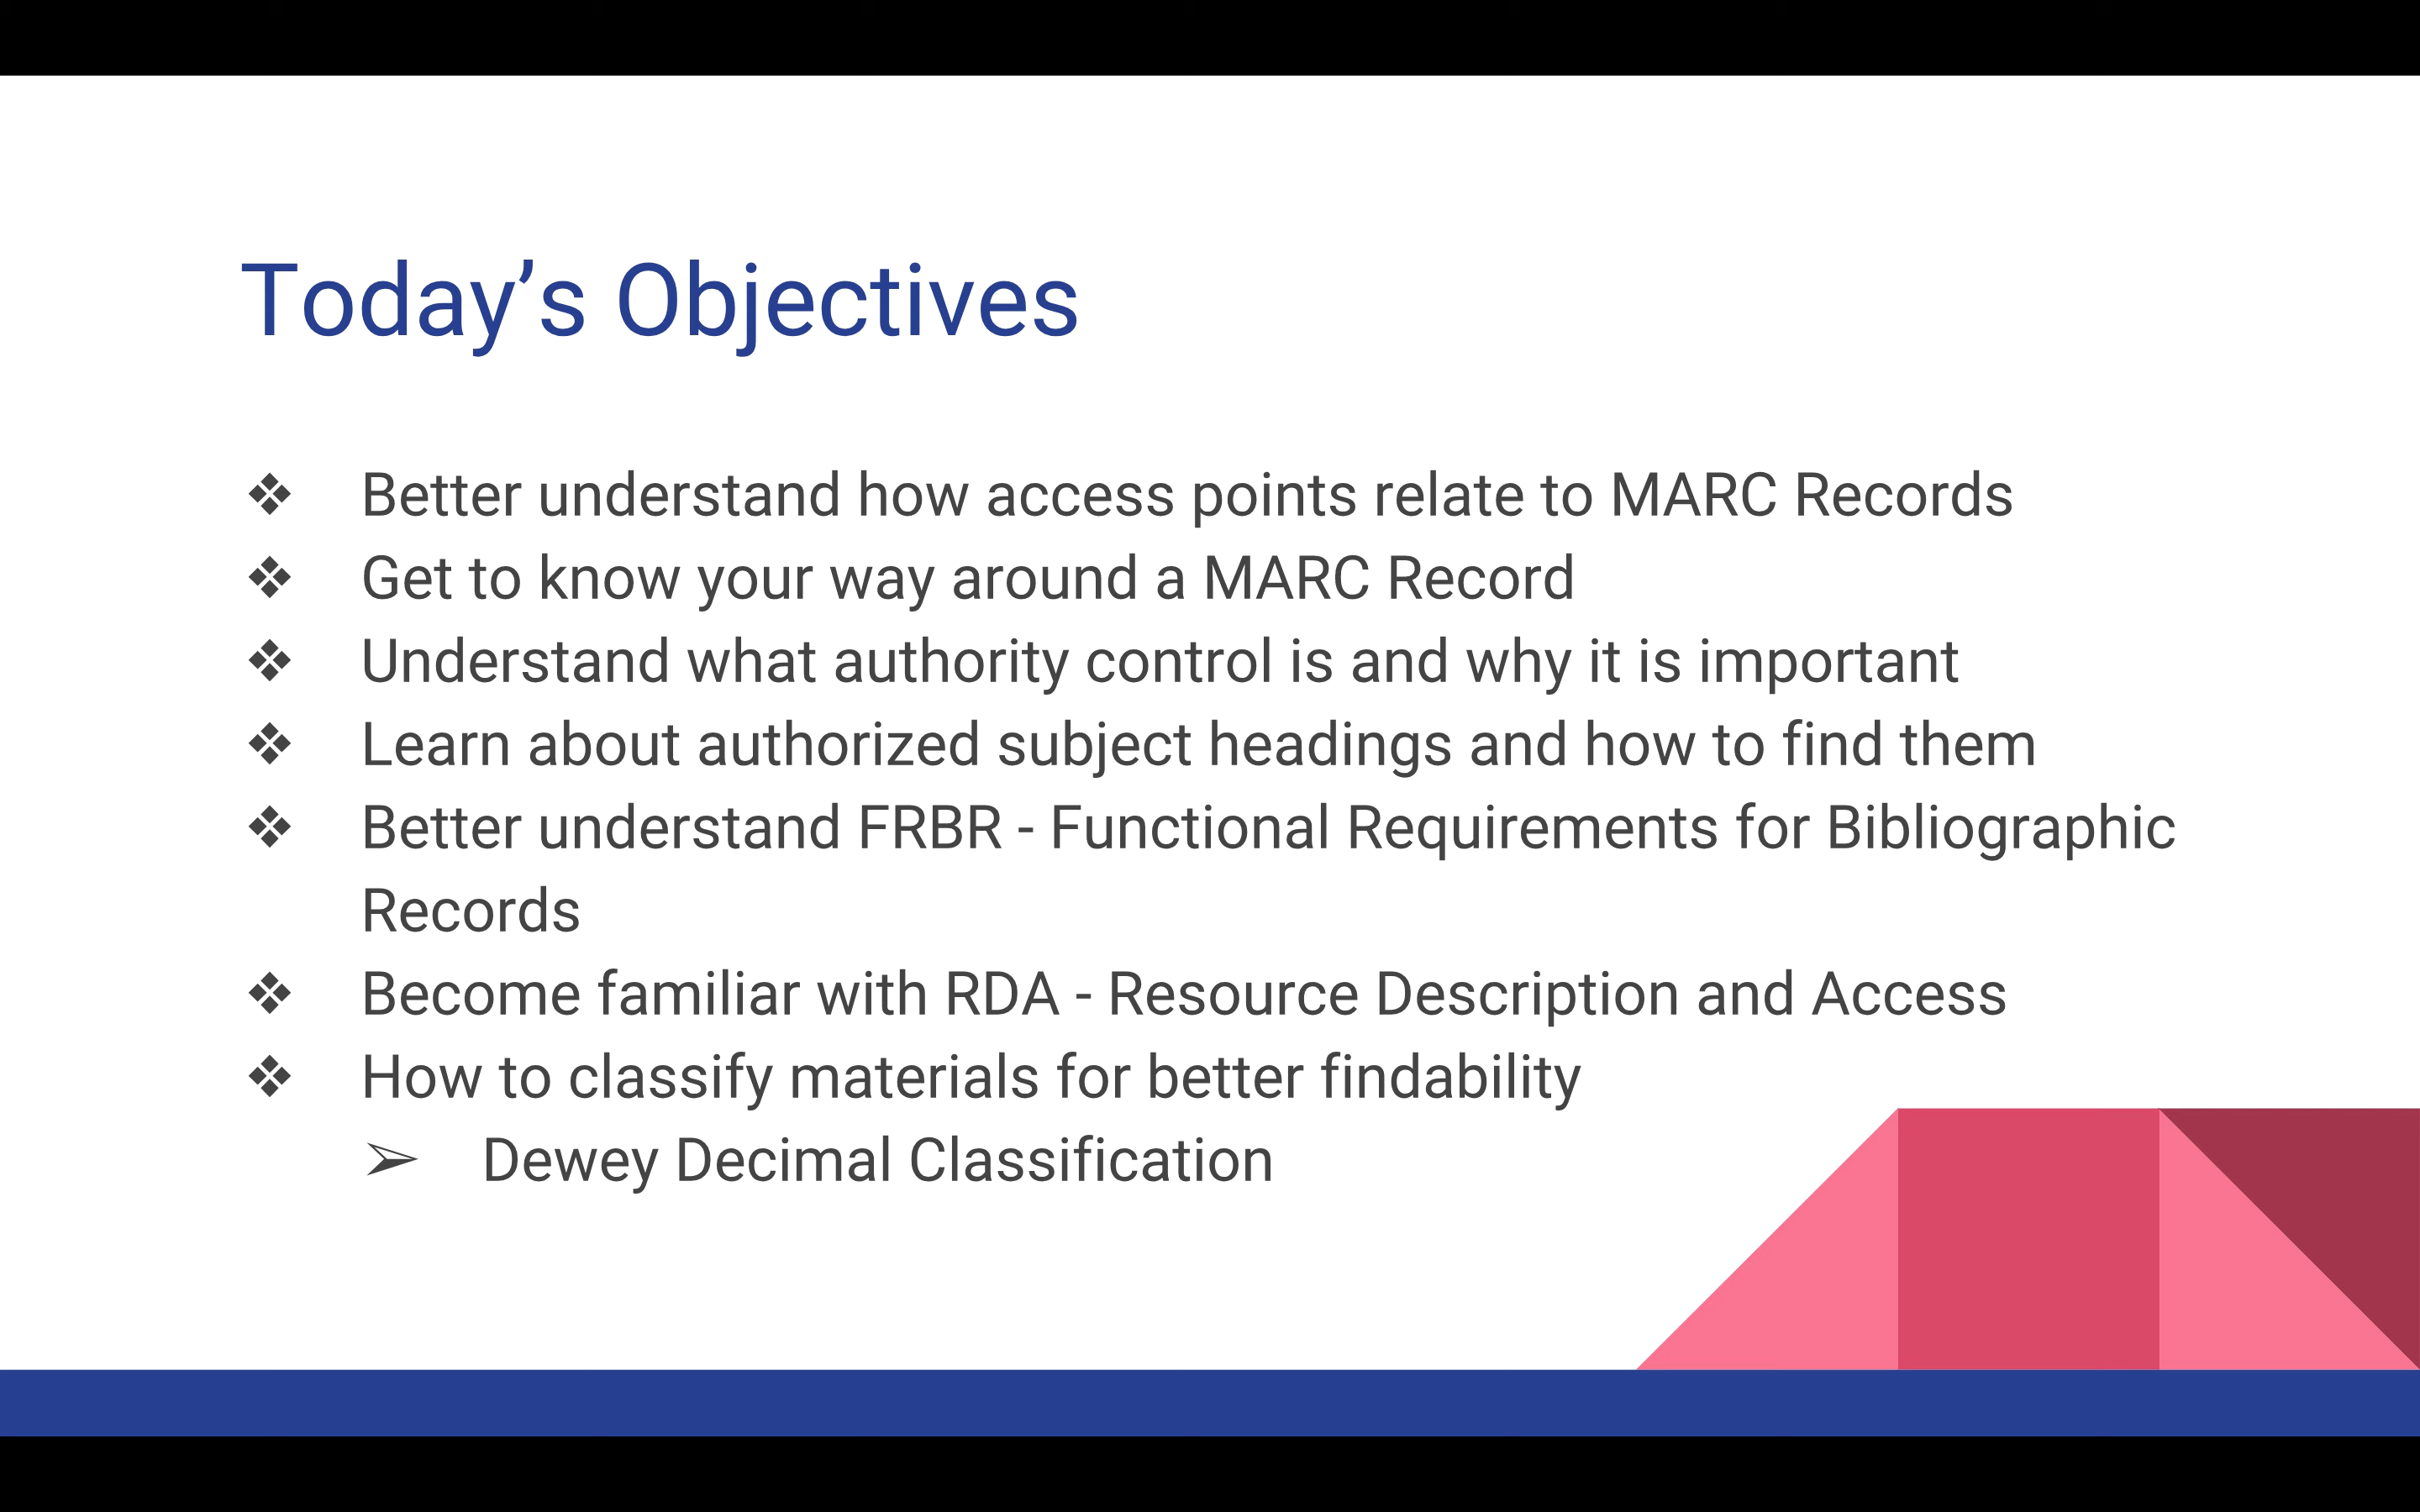 Today’s Objectives
❖ Better understand how access points relate to MARC Records
❖ Get to know your way around a MARC Record
❖ Understand what authority control is and why it is important
❖ Learn about authorized subject headings and how to find them
❖ Better understand FRBR - Functional Requirements for Bibliographic
Records
❖ Become familiar with RDA - Resource Description and Access
❖ How to classify materials for better findability
➢ Dewey Decimal Classification